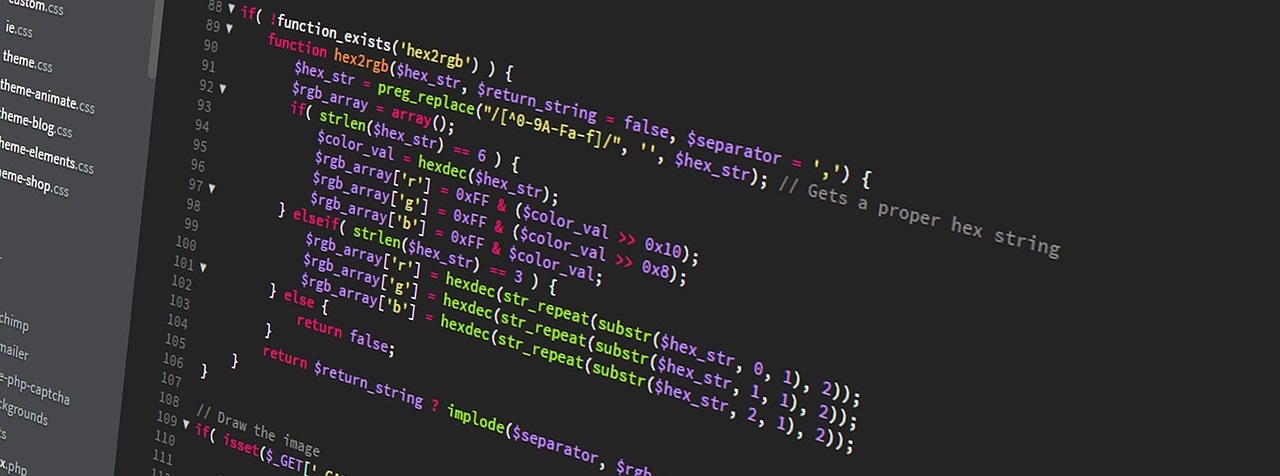 ustom.css
ie.css
theme.css
theme-animate.css
heme-blog.css
heme-elements.css
eme-shop.css
chimp
mailer
e-php-captcha
ckgrounds
ts
x.php
88 if( !function_exists('hex2rgb') ) {
89 function hex2rgb($hex_str, $return_string = false, $separator = ',') {
90 $hex_str = preg_replace("/[^0-9A-Fa-f]/", '', $hex_str); // Gets a proper hex string
91 $rgb_array = array();
92 if( strlen($hex_str) == 6 ) {
93 $color_val = hexdec($hex_str);
94 $rgb_array['r'] = 0xFF & ($color_val >> 0x10);
95 $rgb_array['g'] = 0xFF & ($color_val >> 0x8);
96 $rgb_array['b'] = 0xFF & $color_val;
97 } elseif( strlen($hex_str) == 3 ) {
98 $rgb_array['r'] = hexdec(str_repeat(substr($hex_str, 0, 1), 2));
99 $rgb_array['g'] = hexdec(str_repeat(substr($hex_str, 1, 1), 2));
100 $rgb_array['b'] = hexdec(str_repeat(substr($hex_str, 2, 1), 2));
101 } else {
102 return false;
103 }
104 return $return_string ? implode($separator, $rgb
105 }
106 }
107
108 // Draw the image
109 if( isset($_GET['
110
111